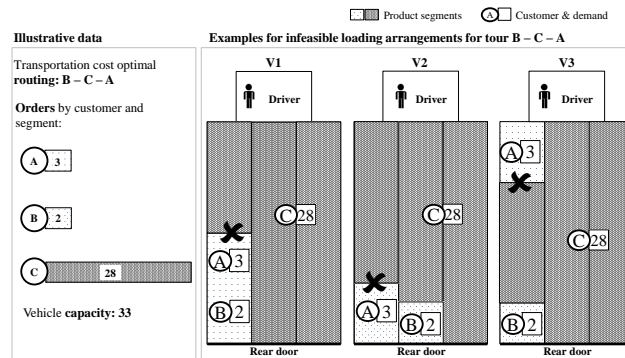 Product segments
A Customer & demand
Illustrative data
Examples for infeasible loading arrangements for tour B – C – A
Transportation cost optimal
routing: B – C – A
Orders by customer and
segment:
A 3
B 2
C 28
Vehicle capacity: 33
V1
Driver
C 28
A 3
B 2
Rear door
V2
Driver
C 28
A 3
B 2
Rear door
V3
Driver
A 3
C 28
B 2
Rear door